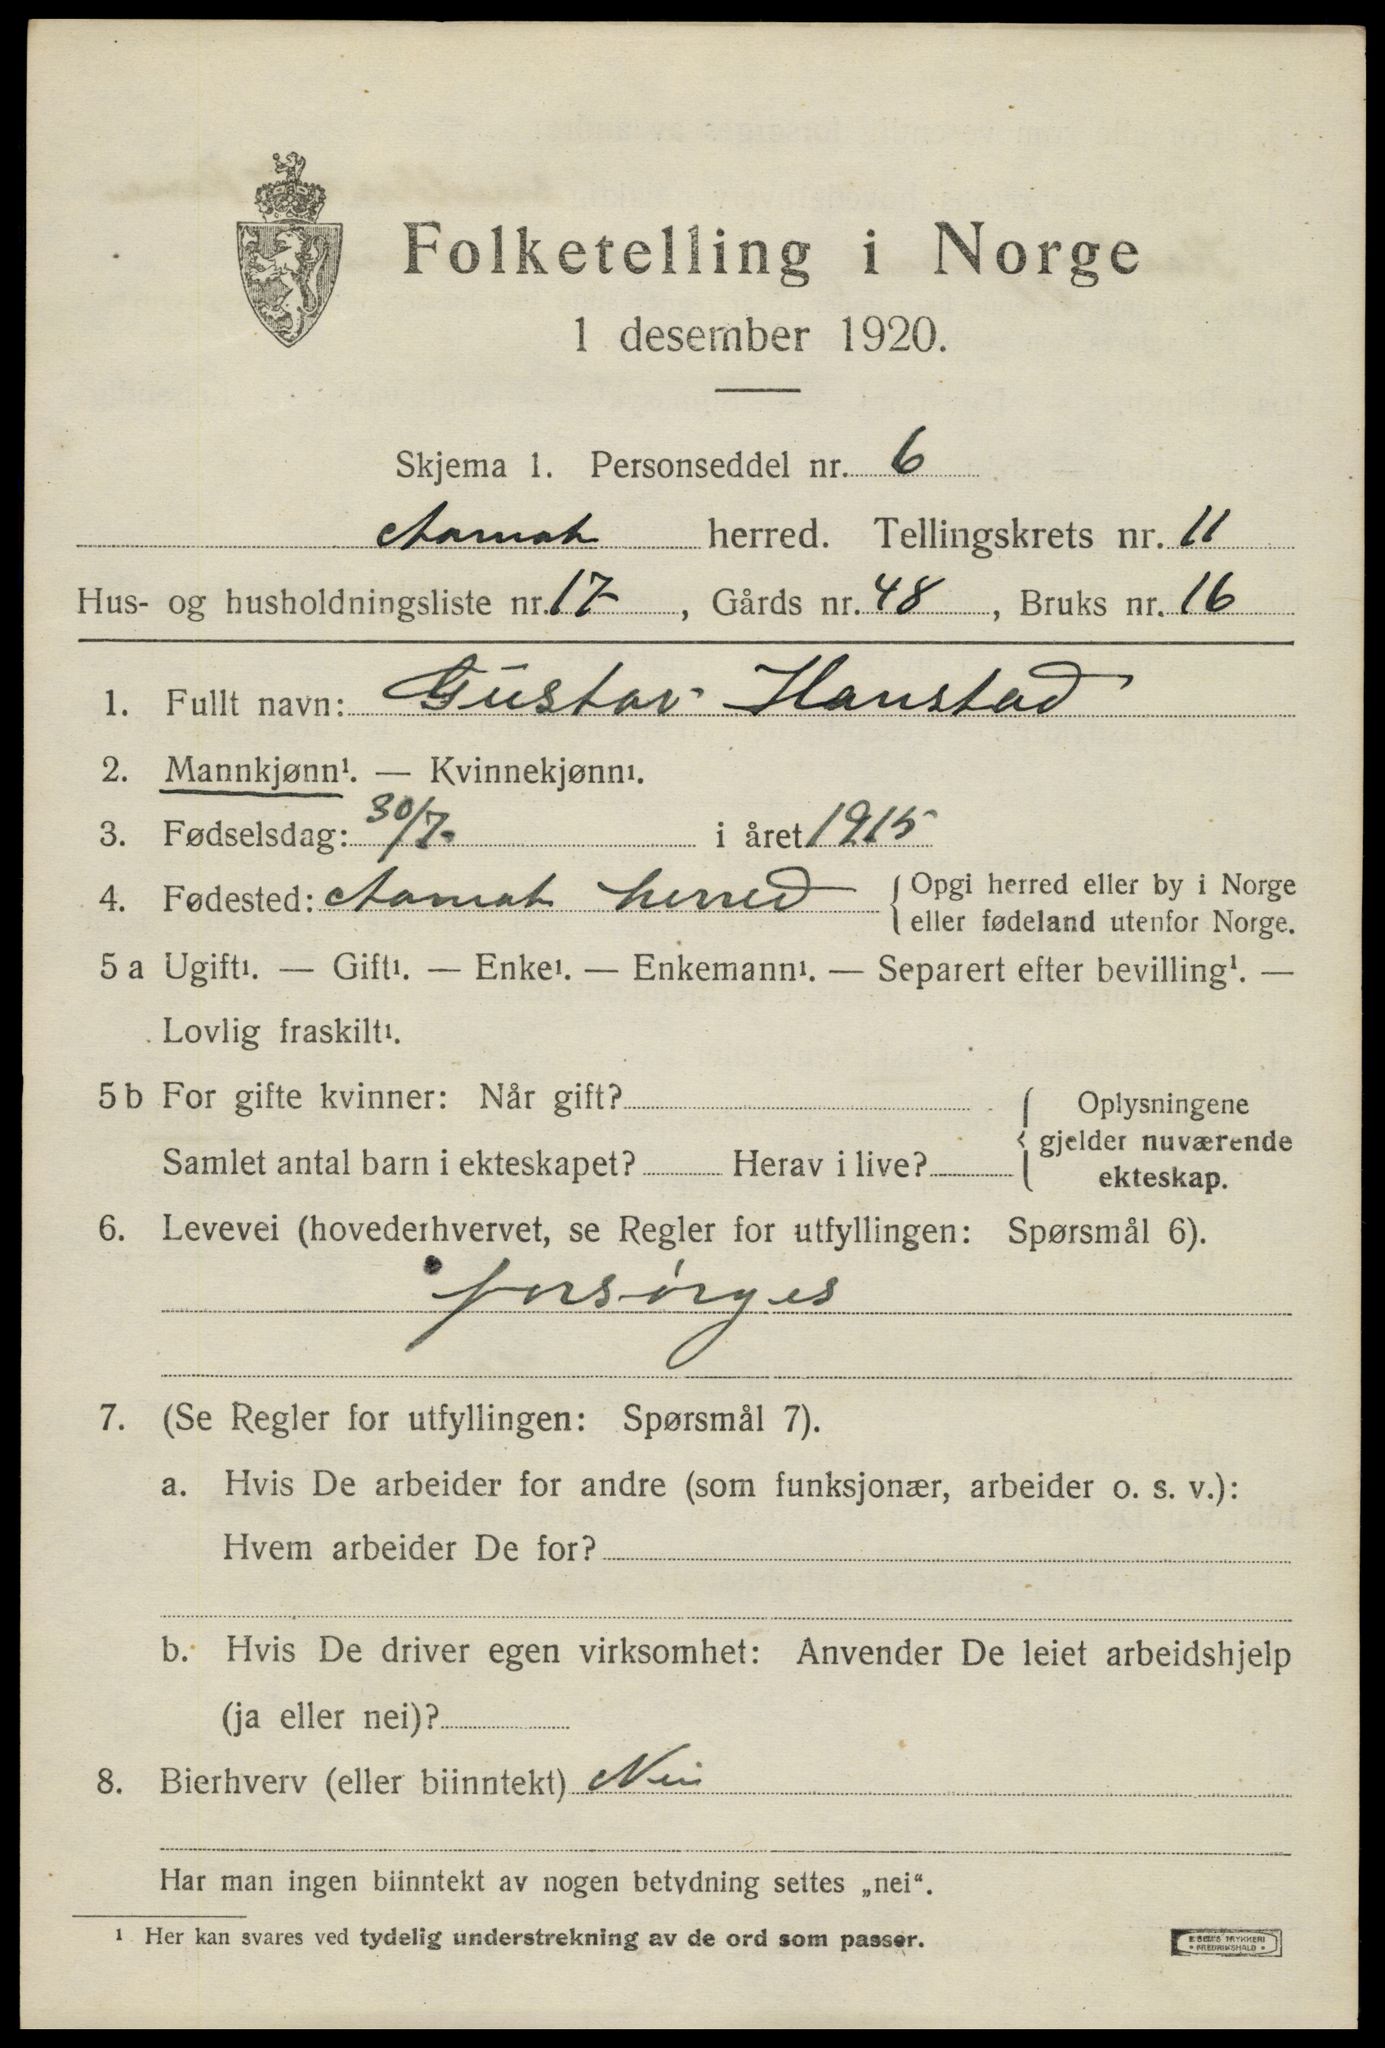 Folketelling i Norge
1 desember 1920.
Skjema 1. Personseddel nr. 6
Aamot herred. Tellingskrets nr. 11
Hus- og husholdningsliste nr. 17, Gårds nr. 48, Bruks nr. 16
1. Fullt navn: Gustav Hanstad
2. Mannkjønn¹. — Kvinnekjønn¹.
3. Fødselsdag: 30/7- i året 1915
4. Fødested: Aamot herred { Opgi herred eller by i Norge
eller fødeland utenfor Norge.
5 a Ugift¹. — Gift¹. — Enke¹. — Enkemann¹. — Separert efter bevilling¹. —
Lovlig fraskilt¹.
5 b For gifte kvinner: Når gift?
Samlet antal barn i ekteskapet? Herav i live?
{ Oplysningene
gjelder nuværende
ekteskap.
6. Levevei (hovederhvervet, se Regler for utfyllingen: Spørsmål 6).
forsørges
7. (Se Regler for utfyllingen: Spørsmål 7).
a. Hvis De arbeider for andre (som funksjonær, arbeider o. s. v.):
Hvem arbeider De for?
b. Hvis De driver egen virksomhet: Anvender De leiet arbeidshjelp
(ja eller nei)?
8. Bierhverv (eller biinntekt) Nei
Har man ingen biinntekt av nogen betydning settes „nei“.
¹ Her kan svares ved tydelig understrekning av de ord som passer.
E. SEM'S TRYKKERI
• FREDRIKSHALD •